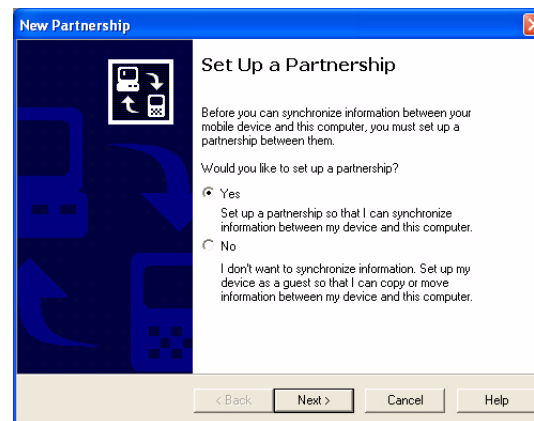 New Partnership
Set Up a Partnership
Before you can synchronize information between your
mobile device and this computer, you must set up a
partnership between them.
Would you like to set up a partnership?
Yes
Set up a partnership so that I can synchronize
information between my device and this computer.
No
I don't want to synchronize information. Set up my
device as a guest so that I can copy or move
information between my device and this computer.
< Back Next > Cancel Help